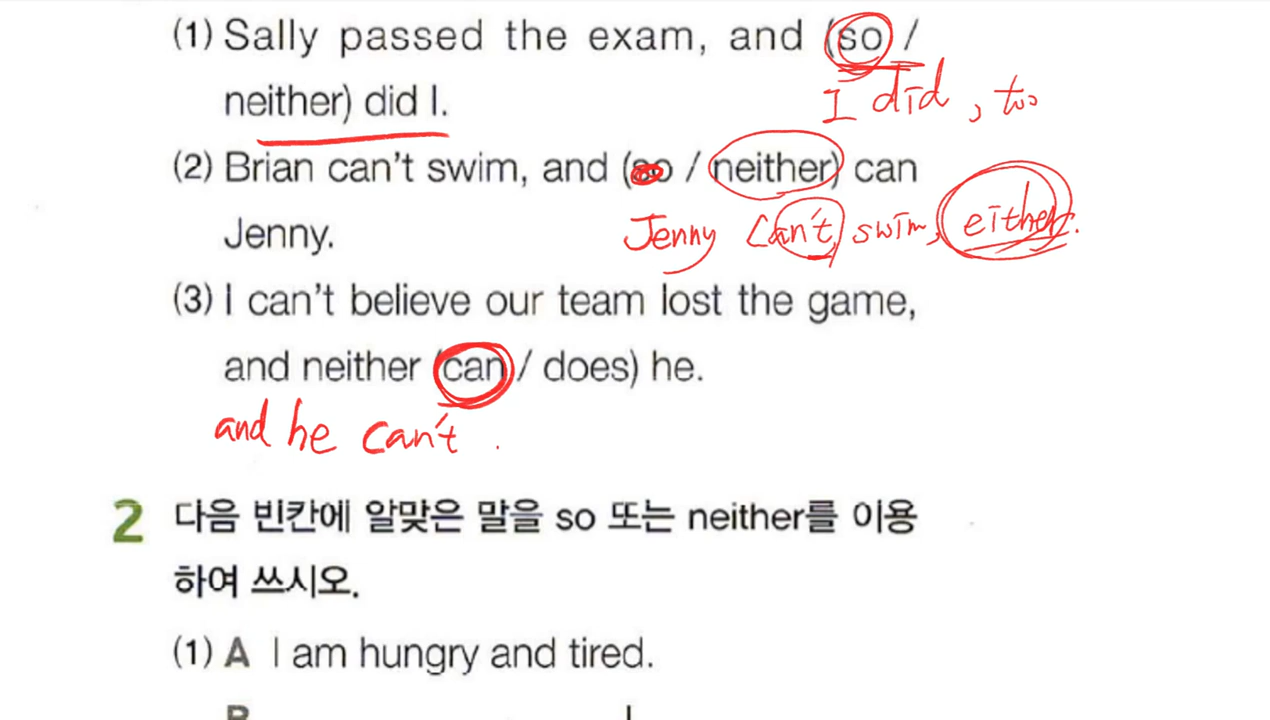 (1) Sally passed the exam, and (so /
neither) did I.
I did, too
(2) Brian can't swim, and (so / neither) can
Jenny.
Jenny can't swim, either.
(3) I can't believe our team lost the game,
and neither (can / does) he.
and he can't.
2 다음 빈칸에 알맞은 말을 so 또는 neither를 이용
하여 쓰시오.
(1) A I am hungry and tired.